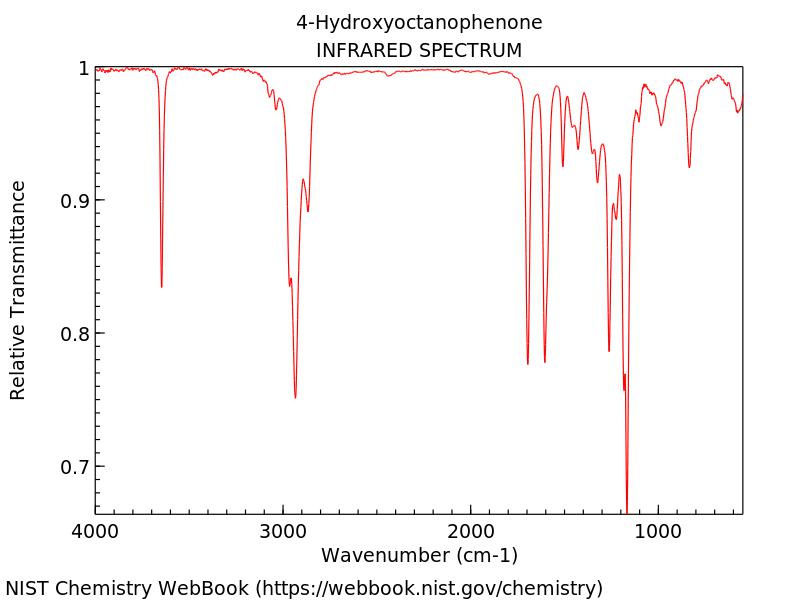 4-Hydroxyoctanophenone
INFRARED SPECTRUM
1
0.9
0.8
0.7
Relative Transmittance
4000 3000 2000 1000
Wavenumber (cm-1)
NIST Chemistry WebBook (https://webbook.nist.gov/chemistry)